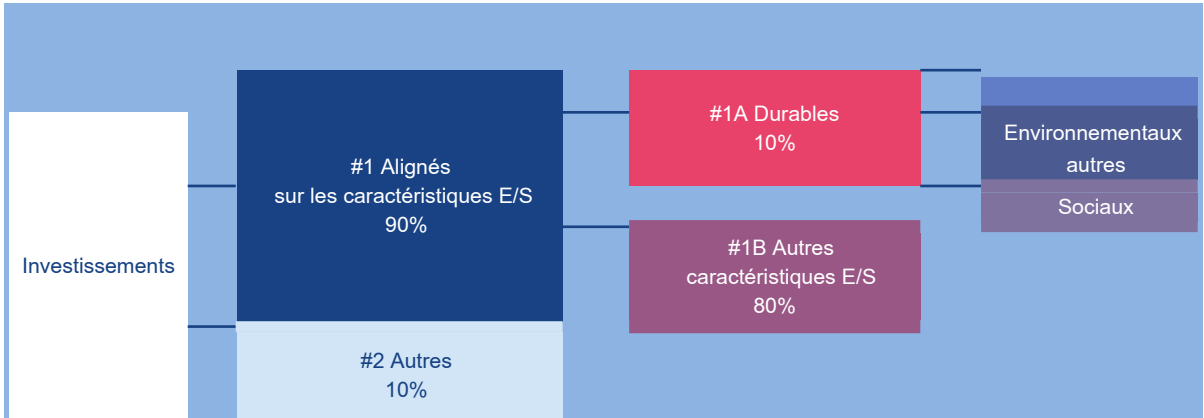 Investissements
#1 Alignés
sur les caractéristiques E/S
90%
#2 Autres
10%
#1A Durables
10%
#1B Autres
caractéristiques E/S
80%
Environnementaux
autres
Sociaux